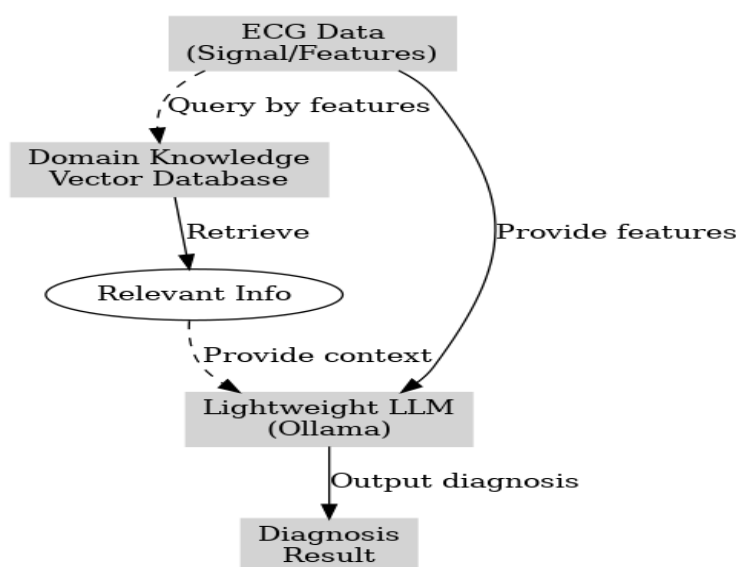 ECG Data
(Signal/Features)
Query by features
Domain Knowledge
Vector Database
Retrieve
Provide features
Relevant Info
Provide context
Lightweight LLM
(Ollama)
Output diagnosis
Diagnosis
Result